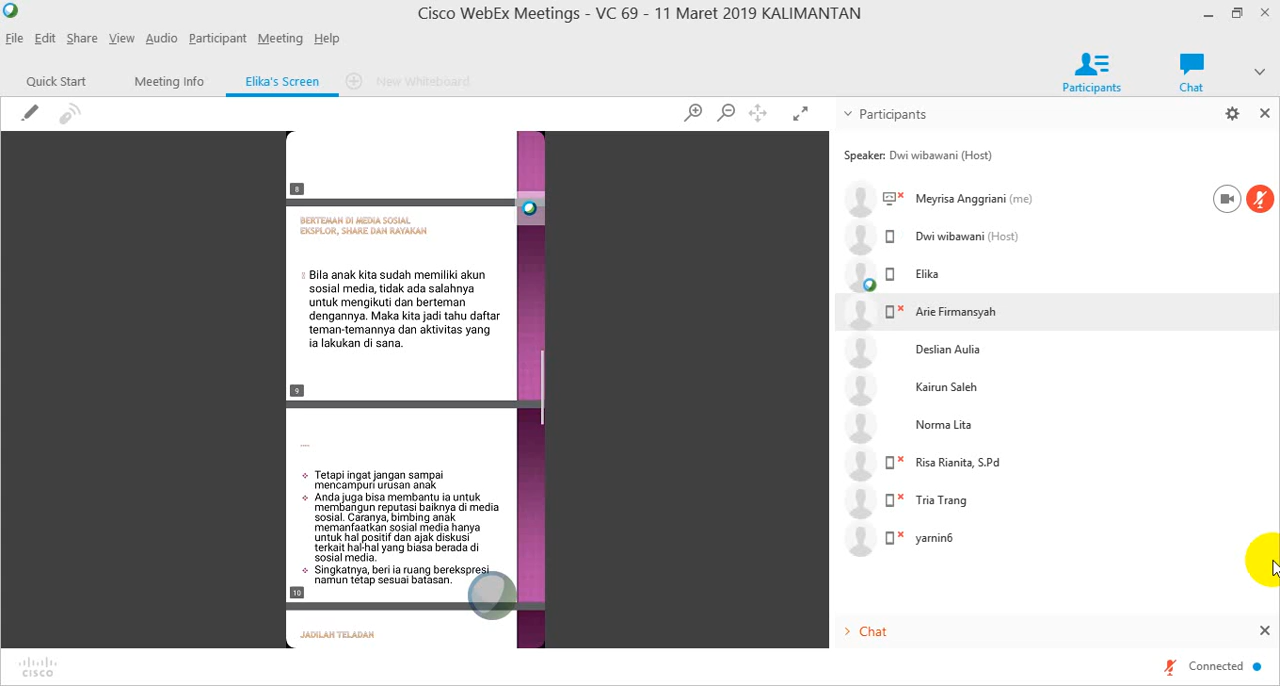 Cisco WebEx Meetings - VC 69 - 11 Maret 2019 KALIMANTAN
File Edit Share View Audio Participant Meeting Help
Quick Start Meeting Info Elika's Screen New Whiteboard
Participants Chat
Participants
Speaker: Dwi wibawani (Host)
Meyrisa Anggriani (me)
Dwi wibawani (Host)
Elika
Arie Firmansyah
Deslian Aulia
Kairun Saleh
Norma Lita
Risa Rianita, S.Pd
Tria Trang
yarnin6
8
BERTEMAN DI MEDIA SOSIAL
EKSPLOR, SHARE DAN RAYAKAN
Bila anak kita sudah memiliki akun
sosial media, tidak ada salahnya
untuk mengikuti dan berteman
dengannya. Maka kita jadi tahu daftar
teman-temannya dan aktivitas yang
ia lakukan di sana.
9
....
Tetapi ingat jangan sampai
mencampuri urusan anak
Anda juga bisa membantu ia untuk
membangun reputasi baiknya di media
sosial. Caranya, bimbing anak
memanfaatkan sosial media hanya
untuk hal positif dan ajak diskusi
terkait hal-hal yang biasa berada di
sosial media.
Singkatnya, beri ia ruang berekspresi
namun tetap sesuai batasan.
10
JADILAH TELADAN
Chat
CISCO
Connected